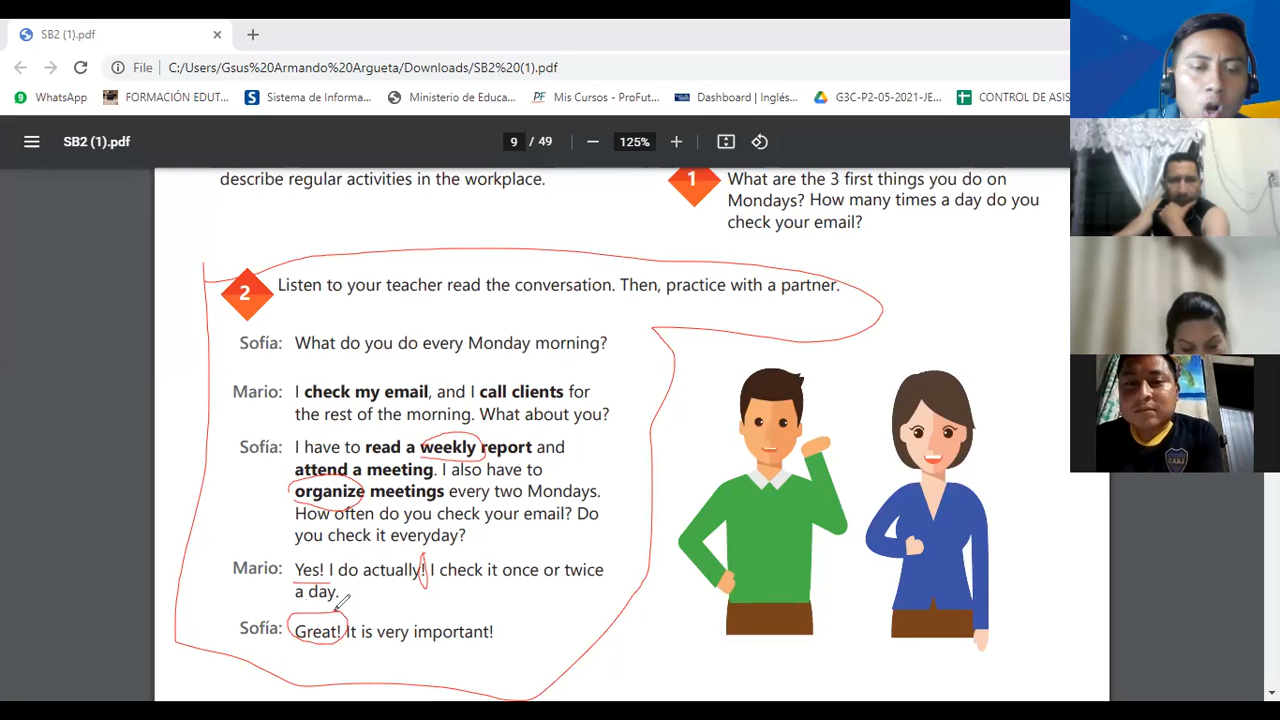 SB2 (1).pdf
File | C:/Users/Gsus%20Armando%20Argueta/Downloads/SB2%20(1).pdf
WhatsApp FORMACIÓN EDUT... Sistema de Informa... Ministerio de Educa... Mis Cursos - ProFut... Dashboard | Inglés... G3C-P2-05-2021-JE... CONTROL DE ASIS
SB2 (1).pdf 9 / 49 125%
describe regular activities in the workplace.
1 What are the 3 first things you do on
Mondays? How many times a day do you
check your email?
2 Listen to your teacher read the conversation. Then, practice with a partner.
Sofía: What do you do every Monday morning?
Mario: I check my email, and I call clients for
the rest of the morning. What about you?
Sofía: I have to read a weekly report and
attend a meeting. I also have to
organize meetings every two Mondays.
How often do you check your email? Do
you check it everyday?
Mario: Yes! I do actually! I check it once or twice
a day.
Sofía: Great! It is very important!
CABJ